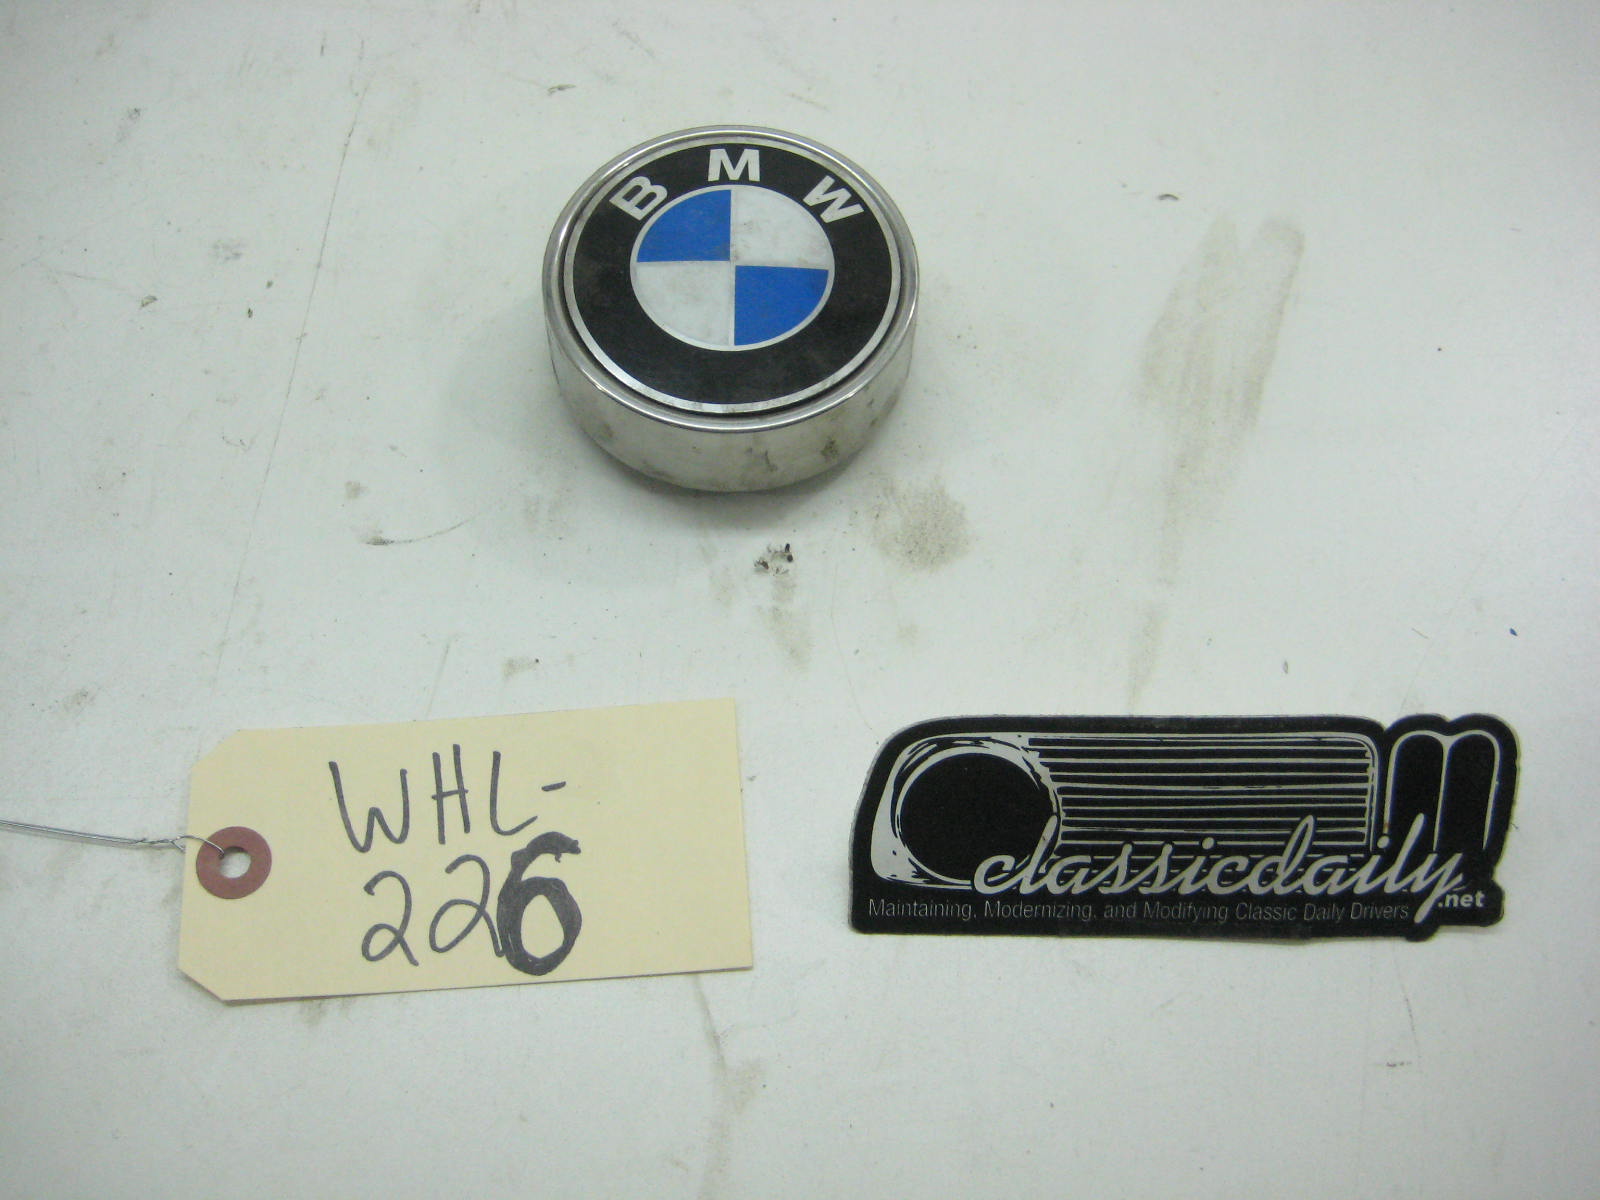 BMW
WHL-
226
classicdaily.net
Maintaining, Modernizing, and Modifying Classic Daily Drivers